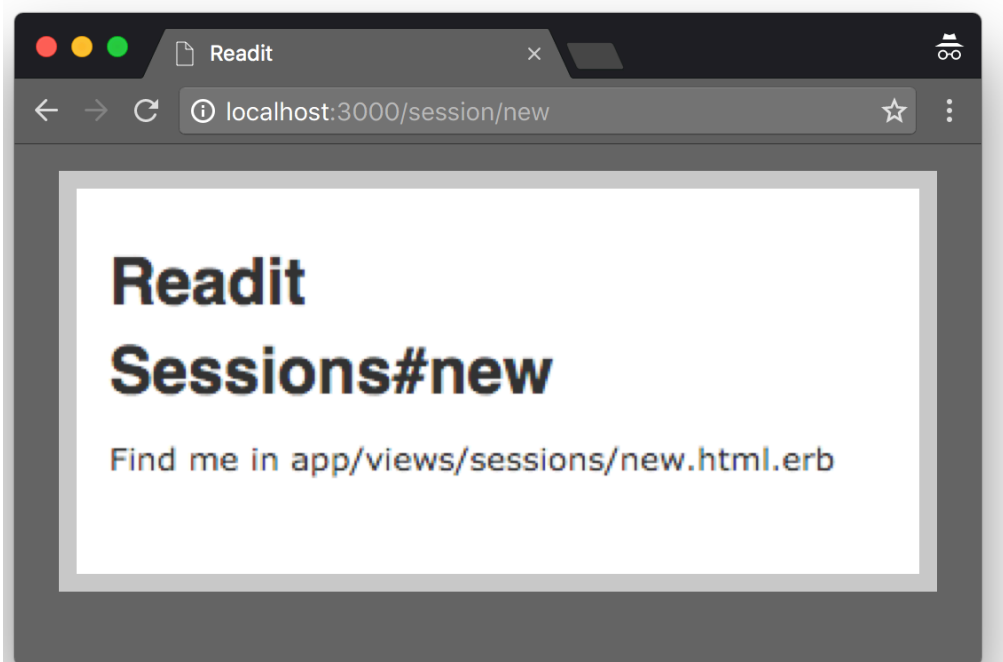 Readit
localhost:3000/session/new
Readit
Sessions#new
Find me in app/views/sessions/new.html.erb